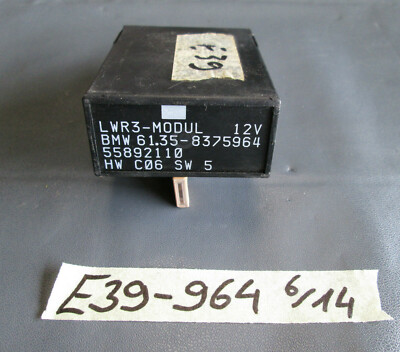 E39
LWR3-MODUL 12V
BMW 61.35-8375964
55892110
HW C06 SW 5
E39-964 6/14